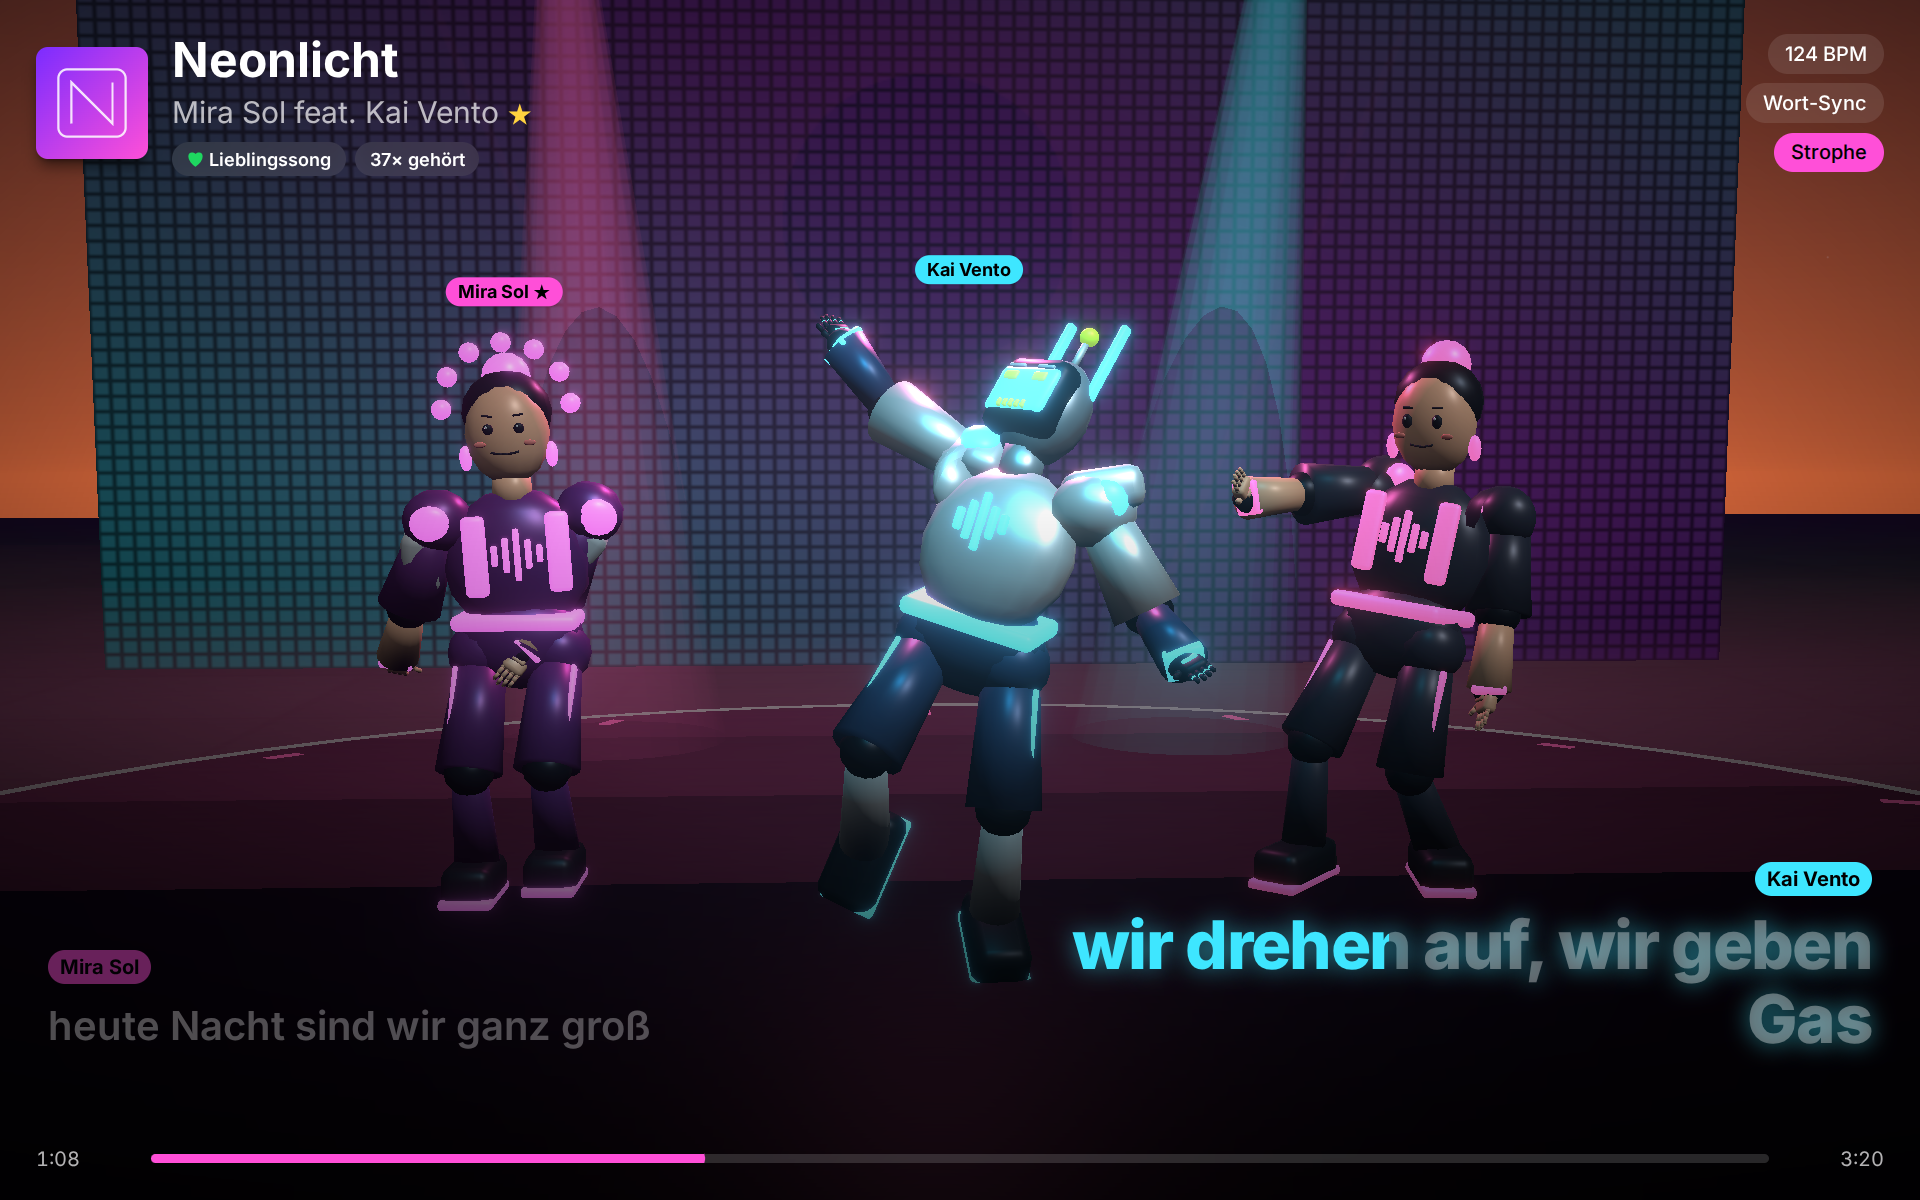 N
Neonlicht
Mira Sol feat. Kai Vento ★
Lieblingssong
37× gehört
124 BPM
Wort-Sync
Strophe
Kai Vento
Mira Sol ★
Kai Vento
wir drehen auf, wir geben
Gas
Mira Sol
heute Nacht sind wir ganz groß
1:08
3:20